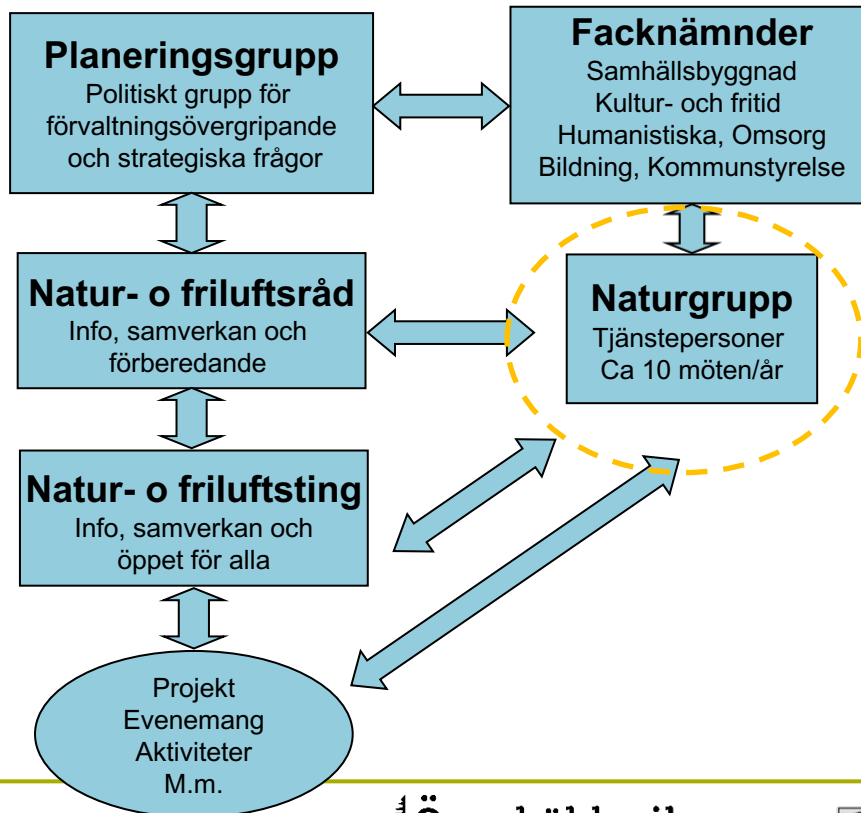 Planeringsgrupp
Politiskt grupp för
förvaltningsövergripande
och strategiska frågor
Facknämnder
Samhällsbyggnad
Kultur- och fritid
Humanistiska, Omsorg
Bildning, Kommunstyrelse
Natur- o friluftsråd
Info, samverkan och
förberedande
Naturgrupp
Tjänstepersoner
Ca 10 möten/år
Natur- o friluftsting
Info, samverkan och
öppet för alla
Projekt
Evenemang
Aktiviteter
M.m.